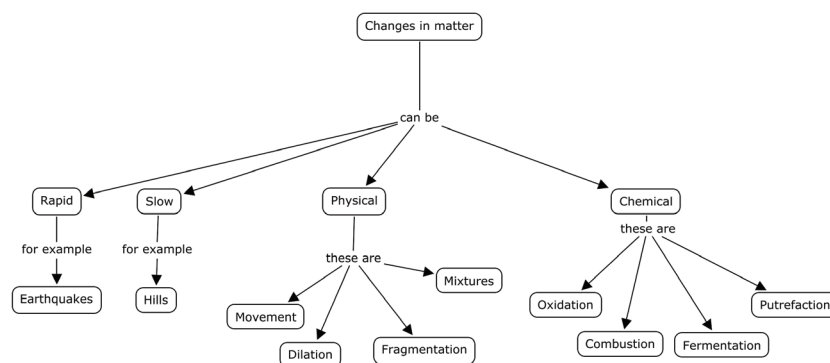 Changes in matter
can be
Rapid
Slow
Physical
Chemical
for example
for example
these are
these are
Earthquakes
Hills
Movement
Dilation
Fragmentation
Mixtures
Oxidation
Combustion
Fermentation
Putrefaction